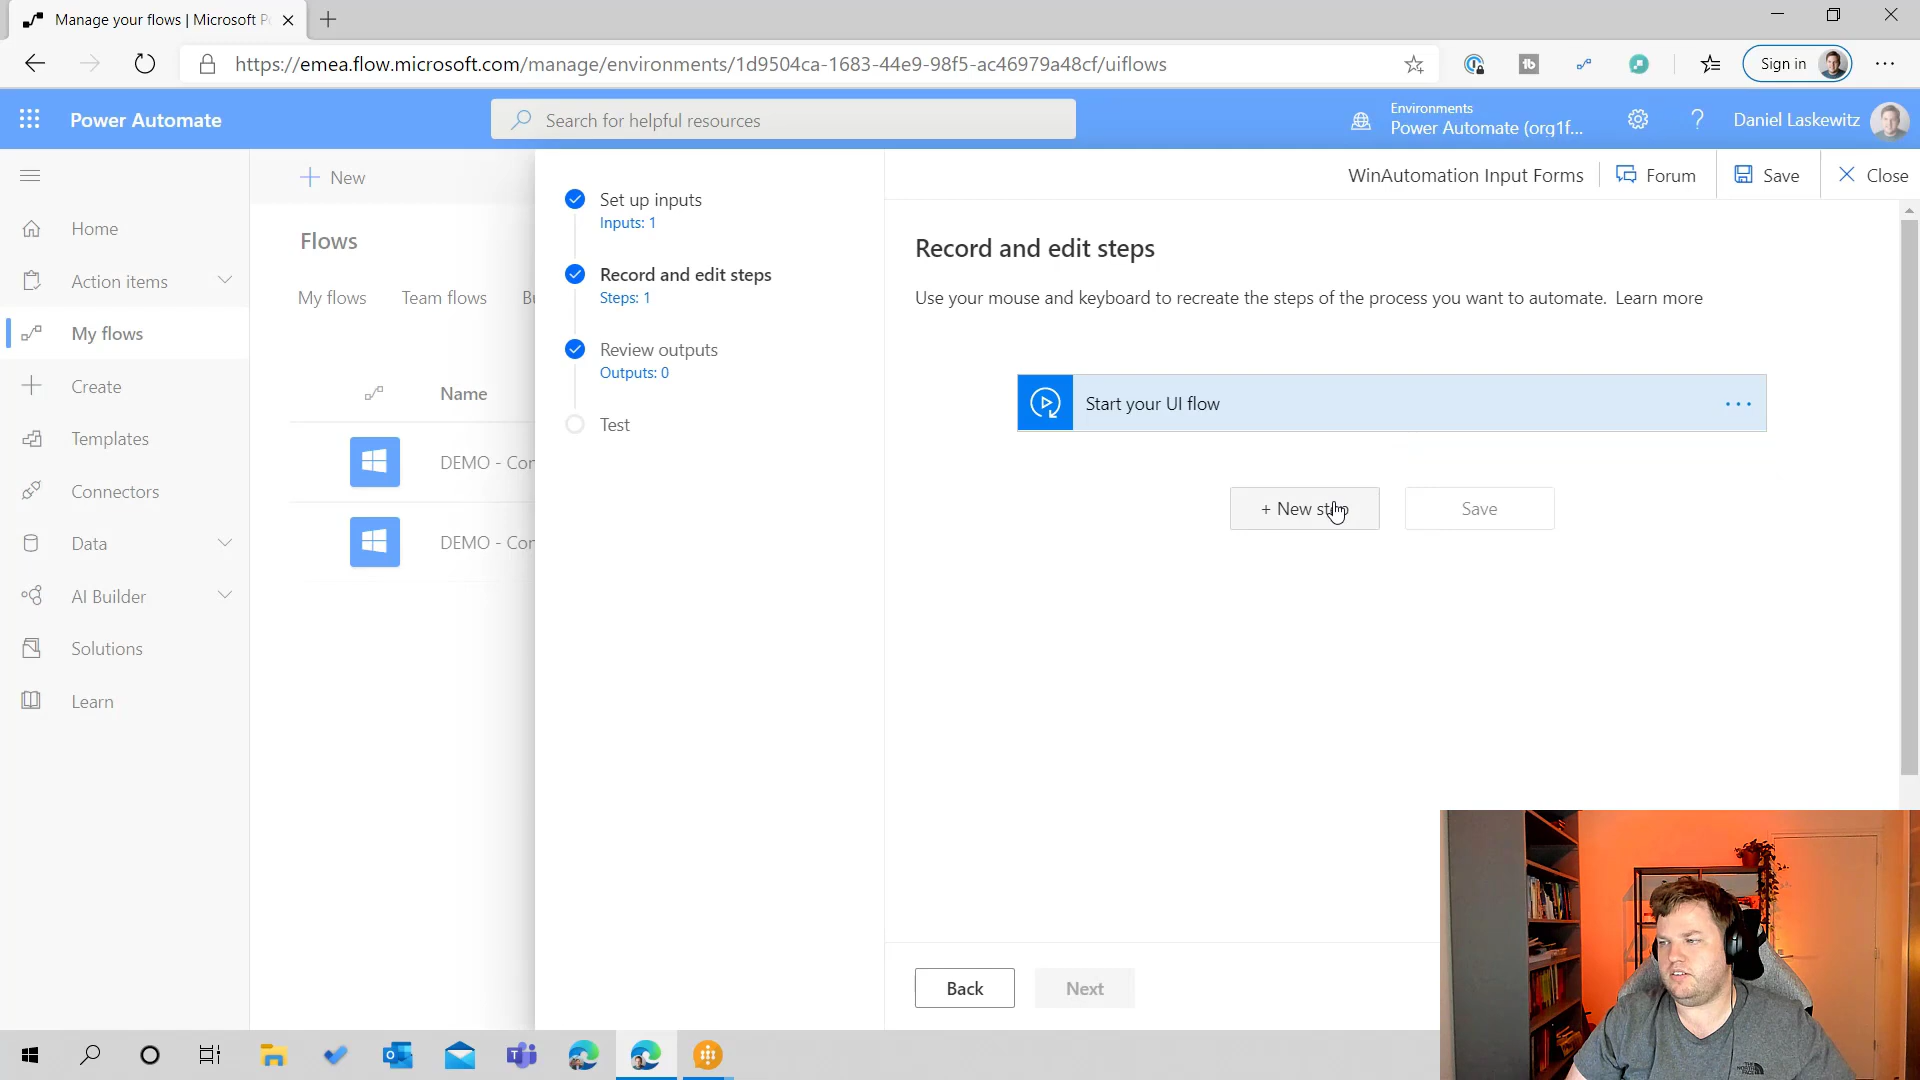 Manage your flows | Microsoft P
https://emea.flow.microsoft.com/manage/environments/1d9504ca-1683-44e9-98f5-ac46979a48cf/uiflows
Sign in
Power Automate
Search for helpful resources
Environments
Power Automate (org1f...
Daniel Laskewitz
New
WinAutomation Input Forms
Forum
Save
Close
Home
Action items
My flows
Create
Templates
Connectors
Data
AI Builder
Solutions
Learn
Flows
My flows
Team flows
Name
DEMO - Cor
DEMO - Cor
Set up inputs
Inputs: 1
Record and edit steps
Steps: 1
Review outputs
Outputs: 0
Test
Record and edit steps
Use your mouse and keyboard to recreate the steps of the process you want to automate. Learn more
Start your UI flow
+ New step
Save
Back
Next